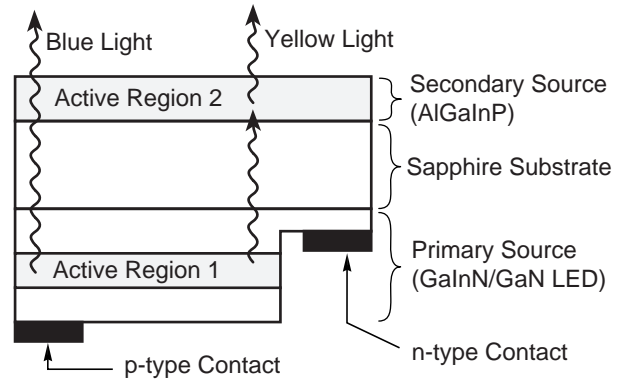 Blue Light
Yellow Light
Active Region 2
Secondary Source
(AlGaInP)
Sapphire Substrate
Active Region 1
Primary Source
(GaInN/GaN LED)
p-type Contact
n-type Contact